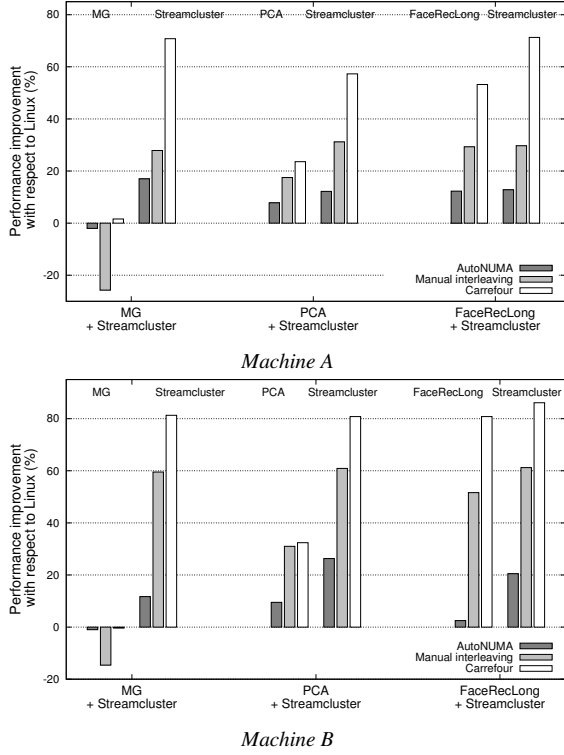 MG Streamcluster PCA Streamcluster FaceRecLong Streamcluster
80
60
40
20
0
-20
Performance improvement
with respect to Linux (%)
AutoNUMA
Manual interleaving
Carrefour
MG
+ Streamcluster
PCA
+ Streamcluster
FaceRecLong
+ Streamcluster
Machine A
MG Streamcluster PCA Streamcluster FaceRecLong Streamcluster
80
60
40
20
0
-20
Performance improvement
with respect to Linux (%)
AutoNUMA
Manual interleaving
Carrefour
MG
+ Streamcluster
PCA
+ Streamcluster
FaceRecLong
+ Streamcluster
Machine B